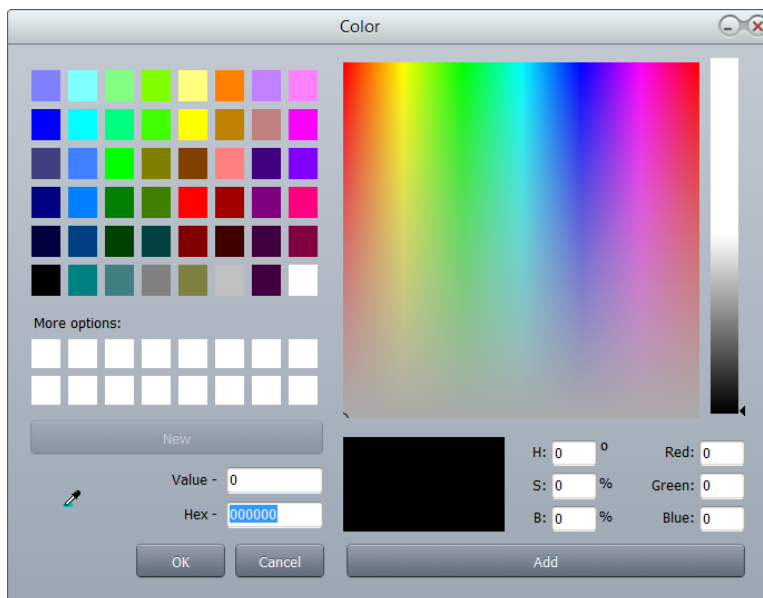 Color
More options:
New
Value - 0
Hex - 000000
OK Cancel
H: 0 º Red: 0
S: 0 % Green: 0
B: 0 % Blue: 0
Add